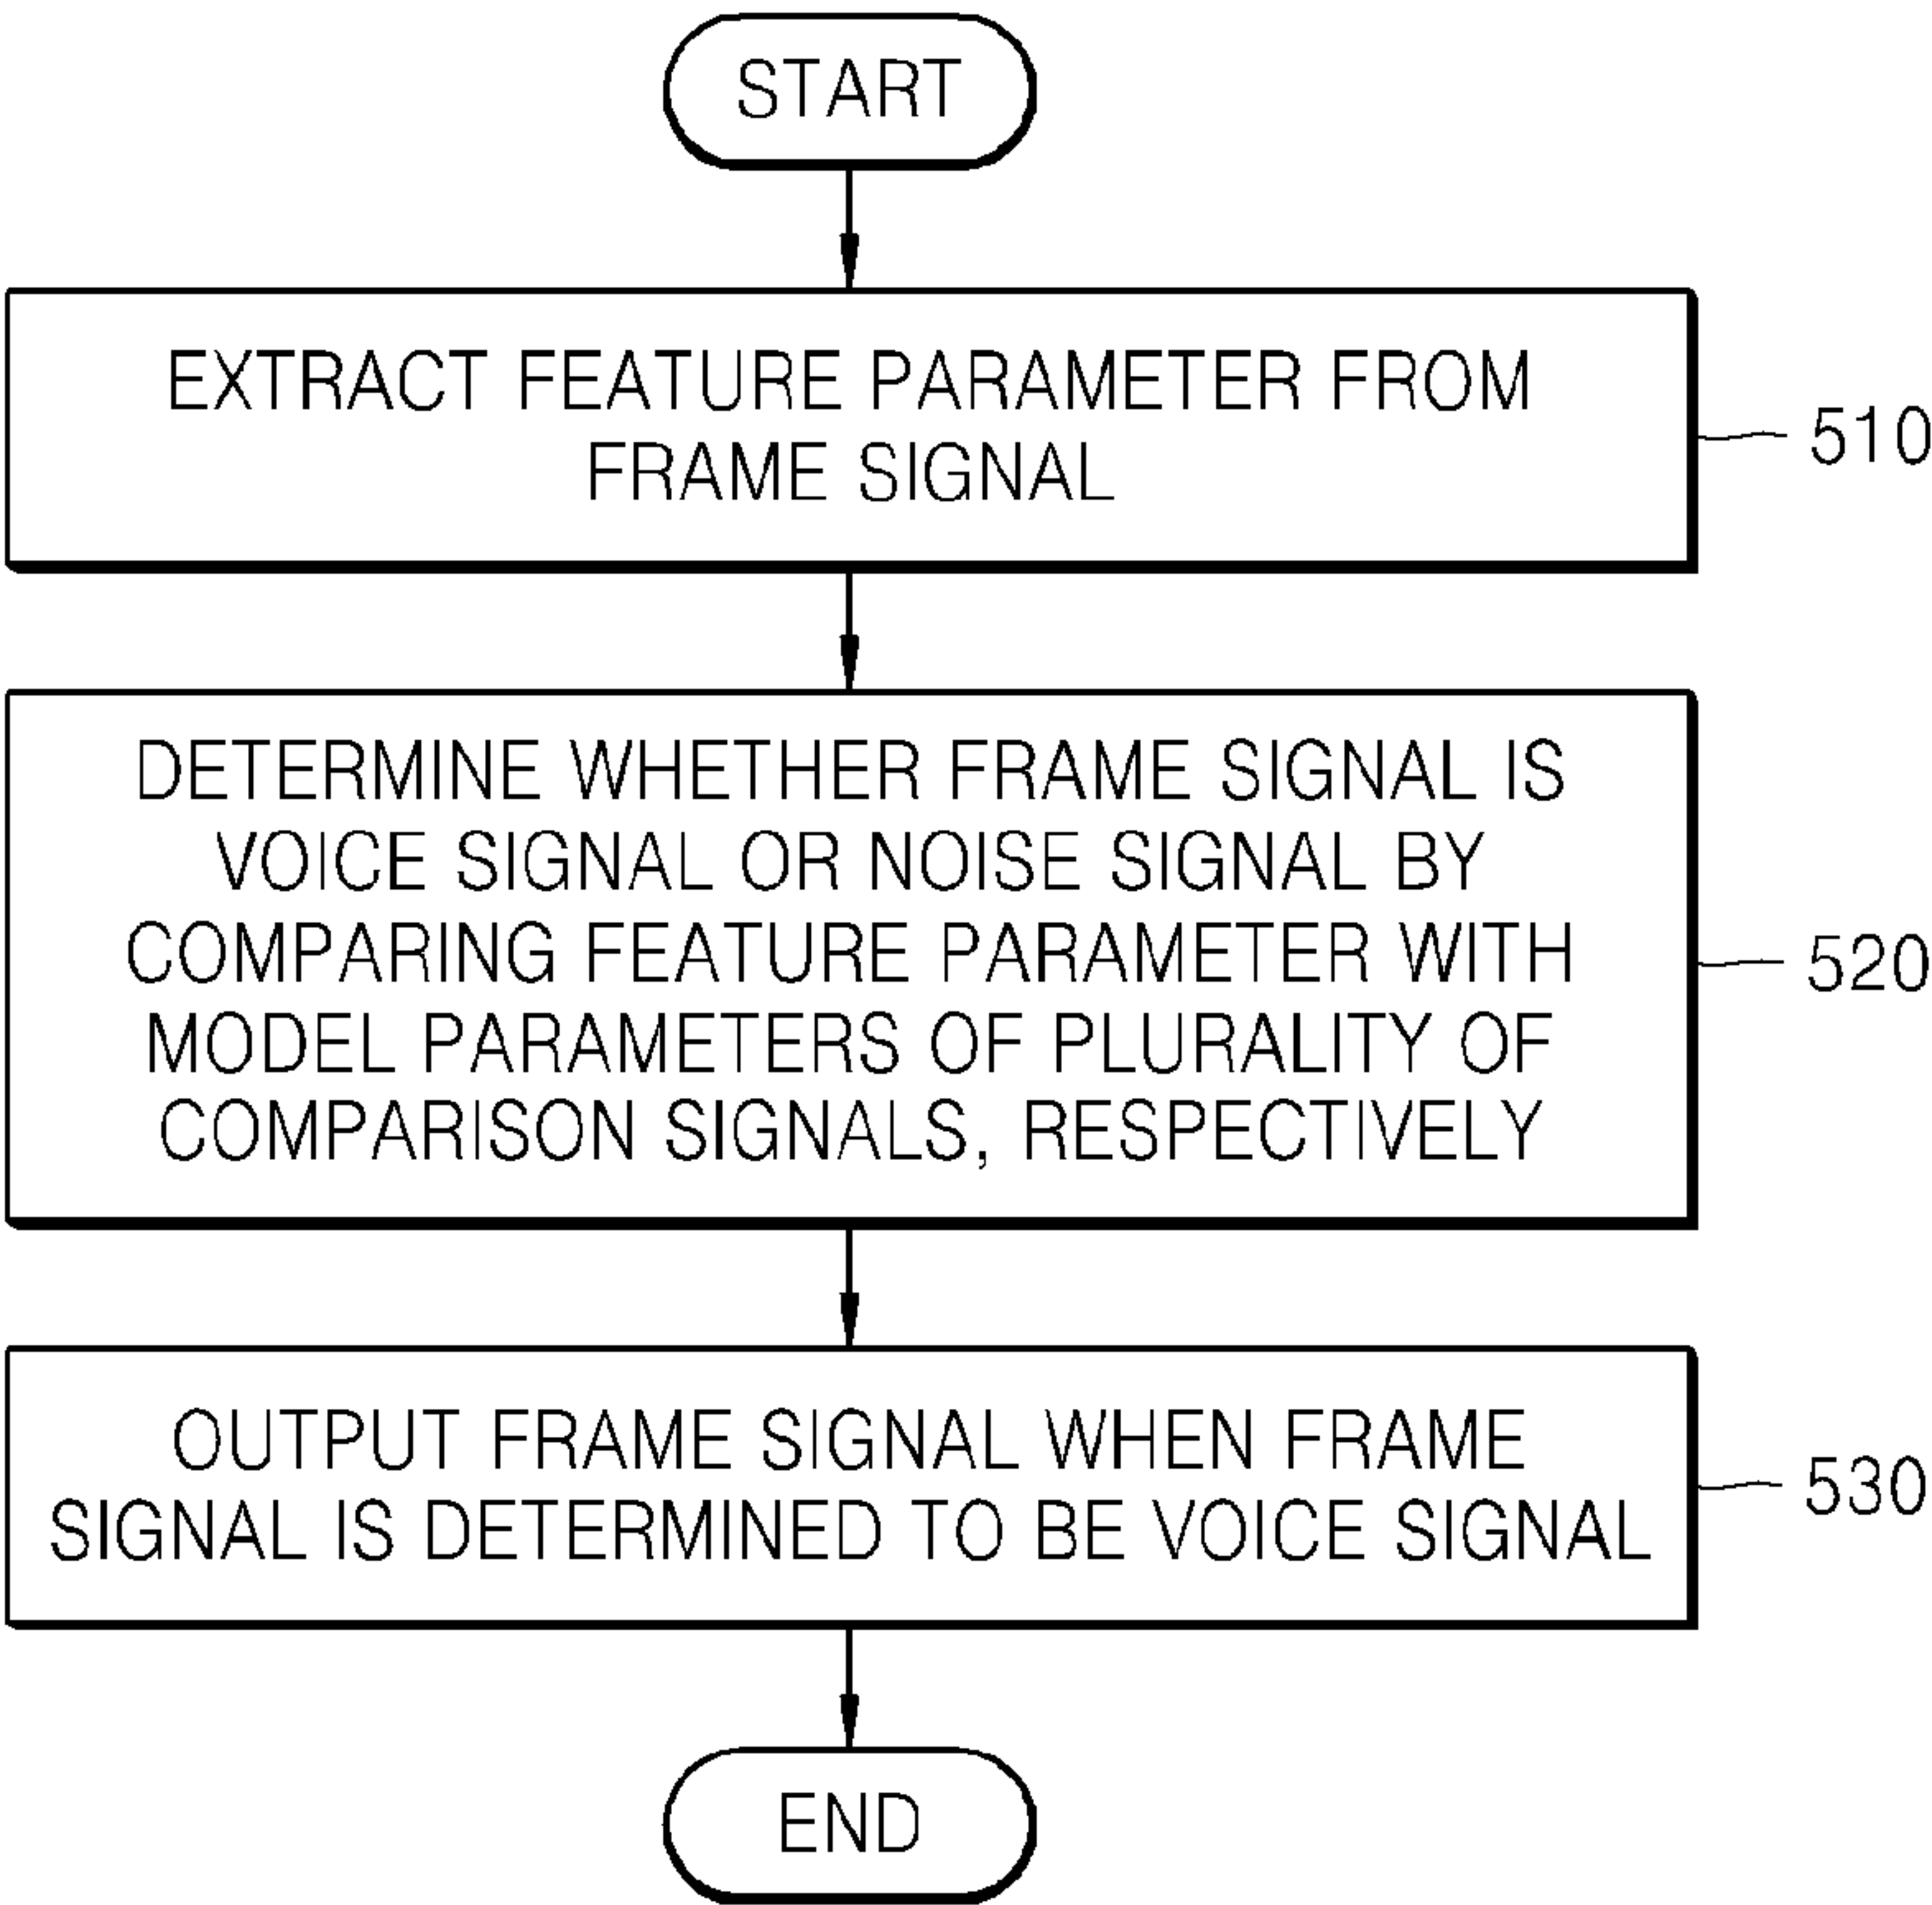 START
EXTRACT FEATURE PARAMETER FROM
FRAME SIGNAL
510
DETERMINE WHETHER FRAME SIGNAL IS
VOICE SIGNAL OR NOISE SIGNAL BY
COMPARING FEATURE PARAMETER WITH
MODEL PARAMETERS OF PLURALITY OF
COMPARISON SIGNALS, RESPECTIVELY
520
OUTPUT FRAME SIGNAL WHEN FRAME
SIGNAL IS DETERMINED TO BE VOICE SIGNAL
530
END